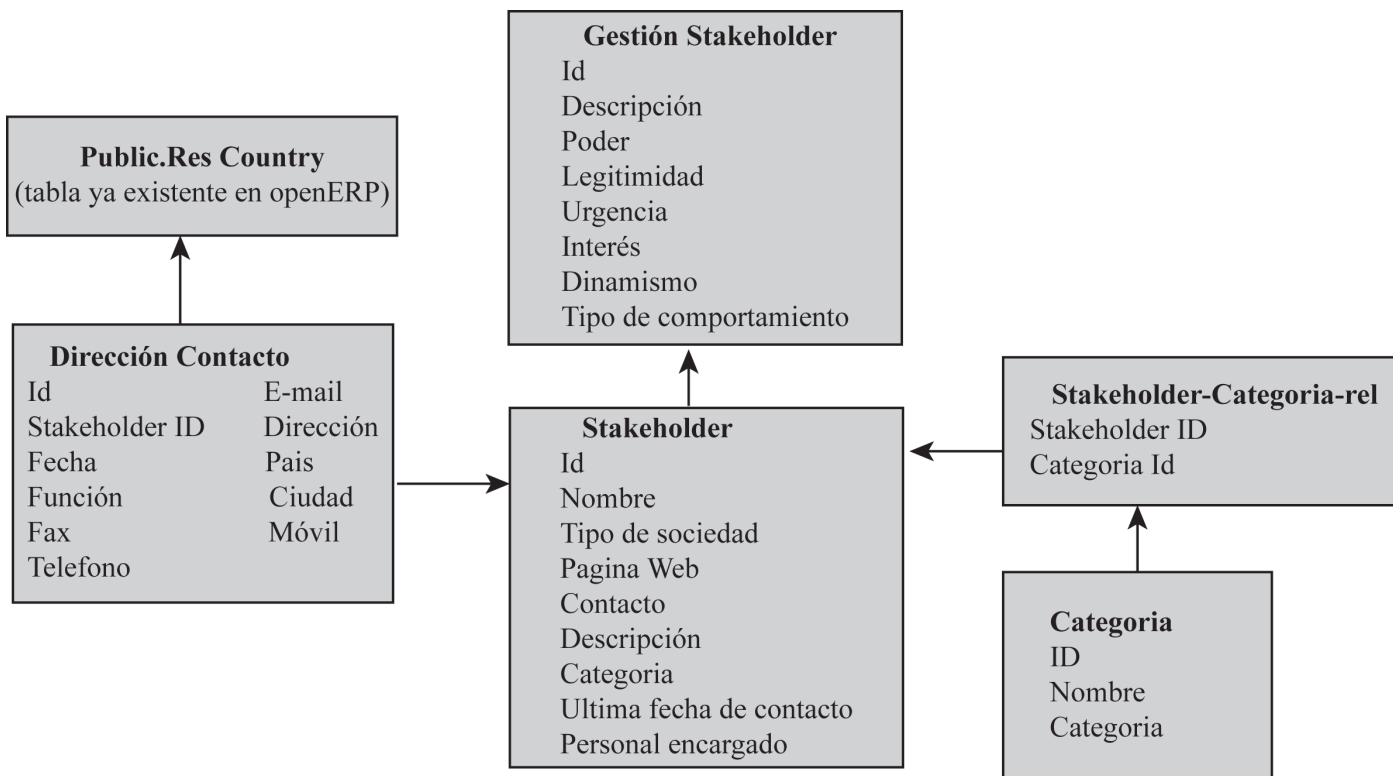 Gestión Stakeholder
Id
Descripción
Poder
Legitimidad
Urgencia
Interés
Dinamismo
Tipo de comportamiento
Public.Res Country
(tabla ya existente en openERP)
Dirección Contacto
Id E-mail
Stakeholder ID Dirección
Fecha Pais
Función Ciudad
Fax Móvil
Telefono
Stakeholder
Id
Nombre
Tipo de sociedad
Pagina Web
Contacto
Descripción
Categoria
Ultima fecha de contacto
Personal encargado
Stakeholder-Categoria-rel
Stakeholder ID
Categoria Id
Categoria
ID
Nombre
Categoria